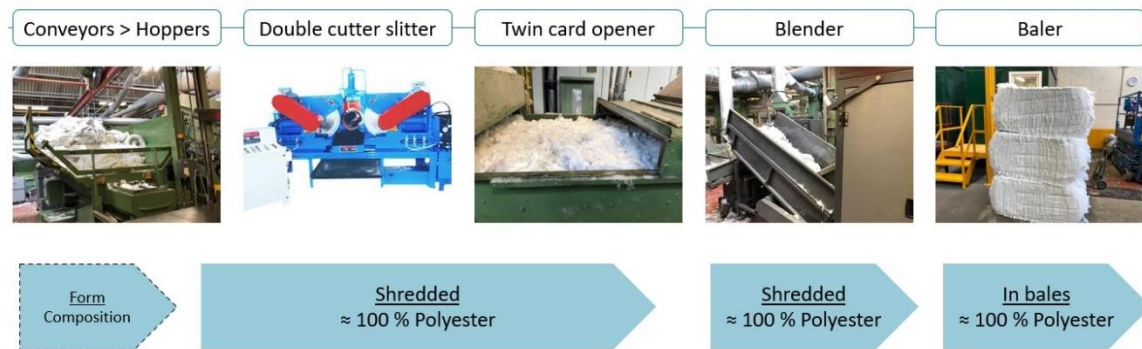 Conveyors > Hoppers
Double cutter slitter
Twin card opener
Blender
Baler
Form
Composition
Shredded
≈ 100 % Polyester
Shredded
≈ 100 % Polyester
In bales
≈ 100 % Polyester